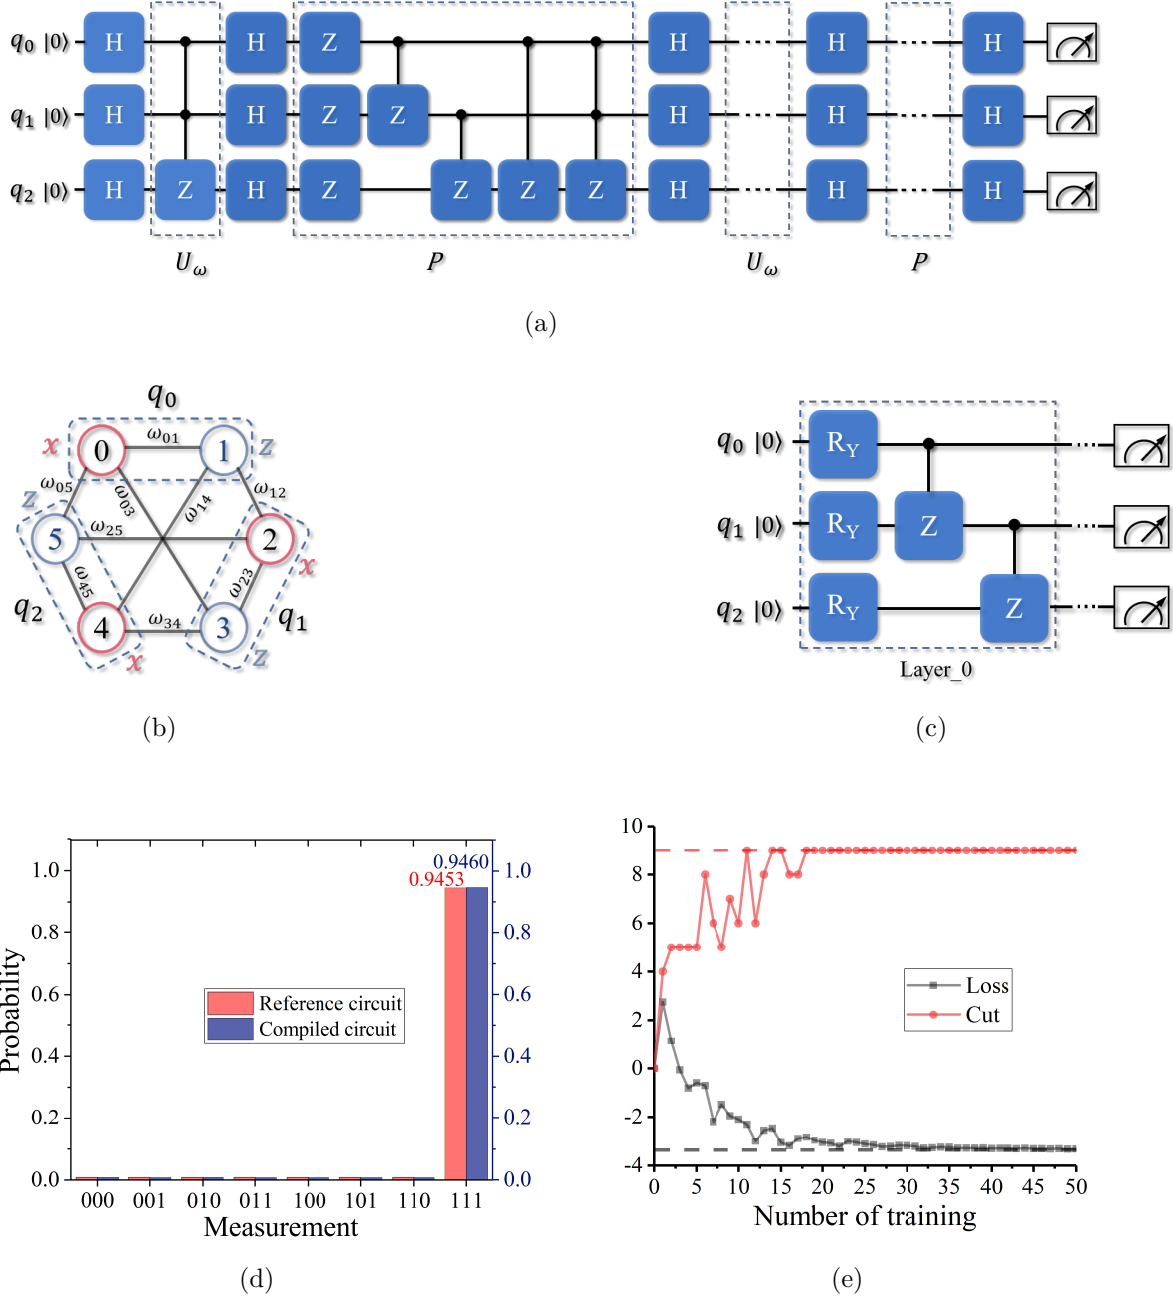 q₀ |0⟩ H H Z H H H
q₁ |0⟩ H H Z Z H H H
q₂ |0⟩ H Z H Z Z Z Z H H H
U_ω P U_ω P
(a)
q₀
x 0 ω₀₁ 1 z
ω₀₅ ω₀₃ ω₁₄ ω₁₂
z 5 ω₂₅ 2 x
q₂ ω₄₅ ω₂₃ q₁
4 ω₃₄ 3
x z
(b)
q₀ |0⟩ R_Y
q₁ |0⟩ R_Y Z
q₂ |0⟩ R_Y Z
Layer_0
(c)
Probability
1.0
0.8
0.6
0.4
0.2
0.0
0.9460
0.9453
Reference circuit
Compiled circuit
1.0
0.8
0.6
0.4
0.2
0.0
000 001 010 011 100 101 110 111
Measurement
(d)
10
8
6
4
2
0
-2
-4
Loss
Cut
0 5 10 15 20 25 30 35 40 45 50
Number of training
(e)